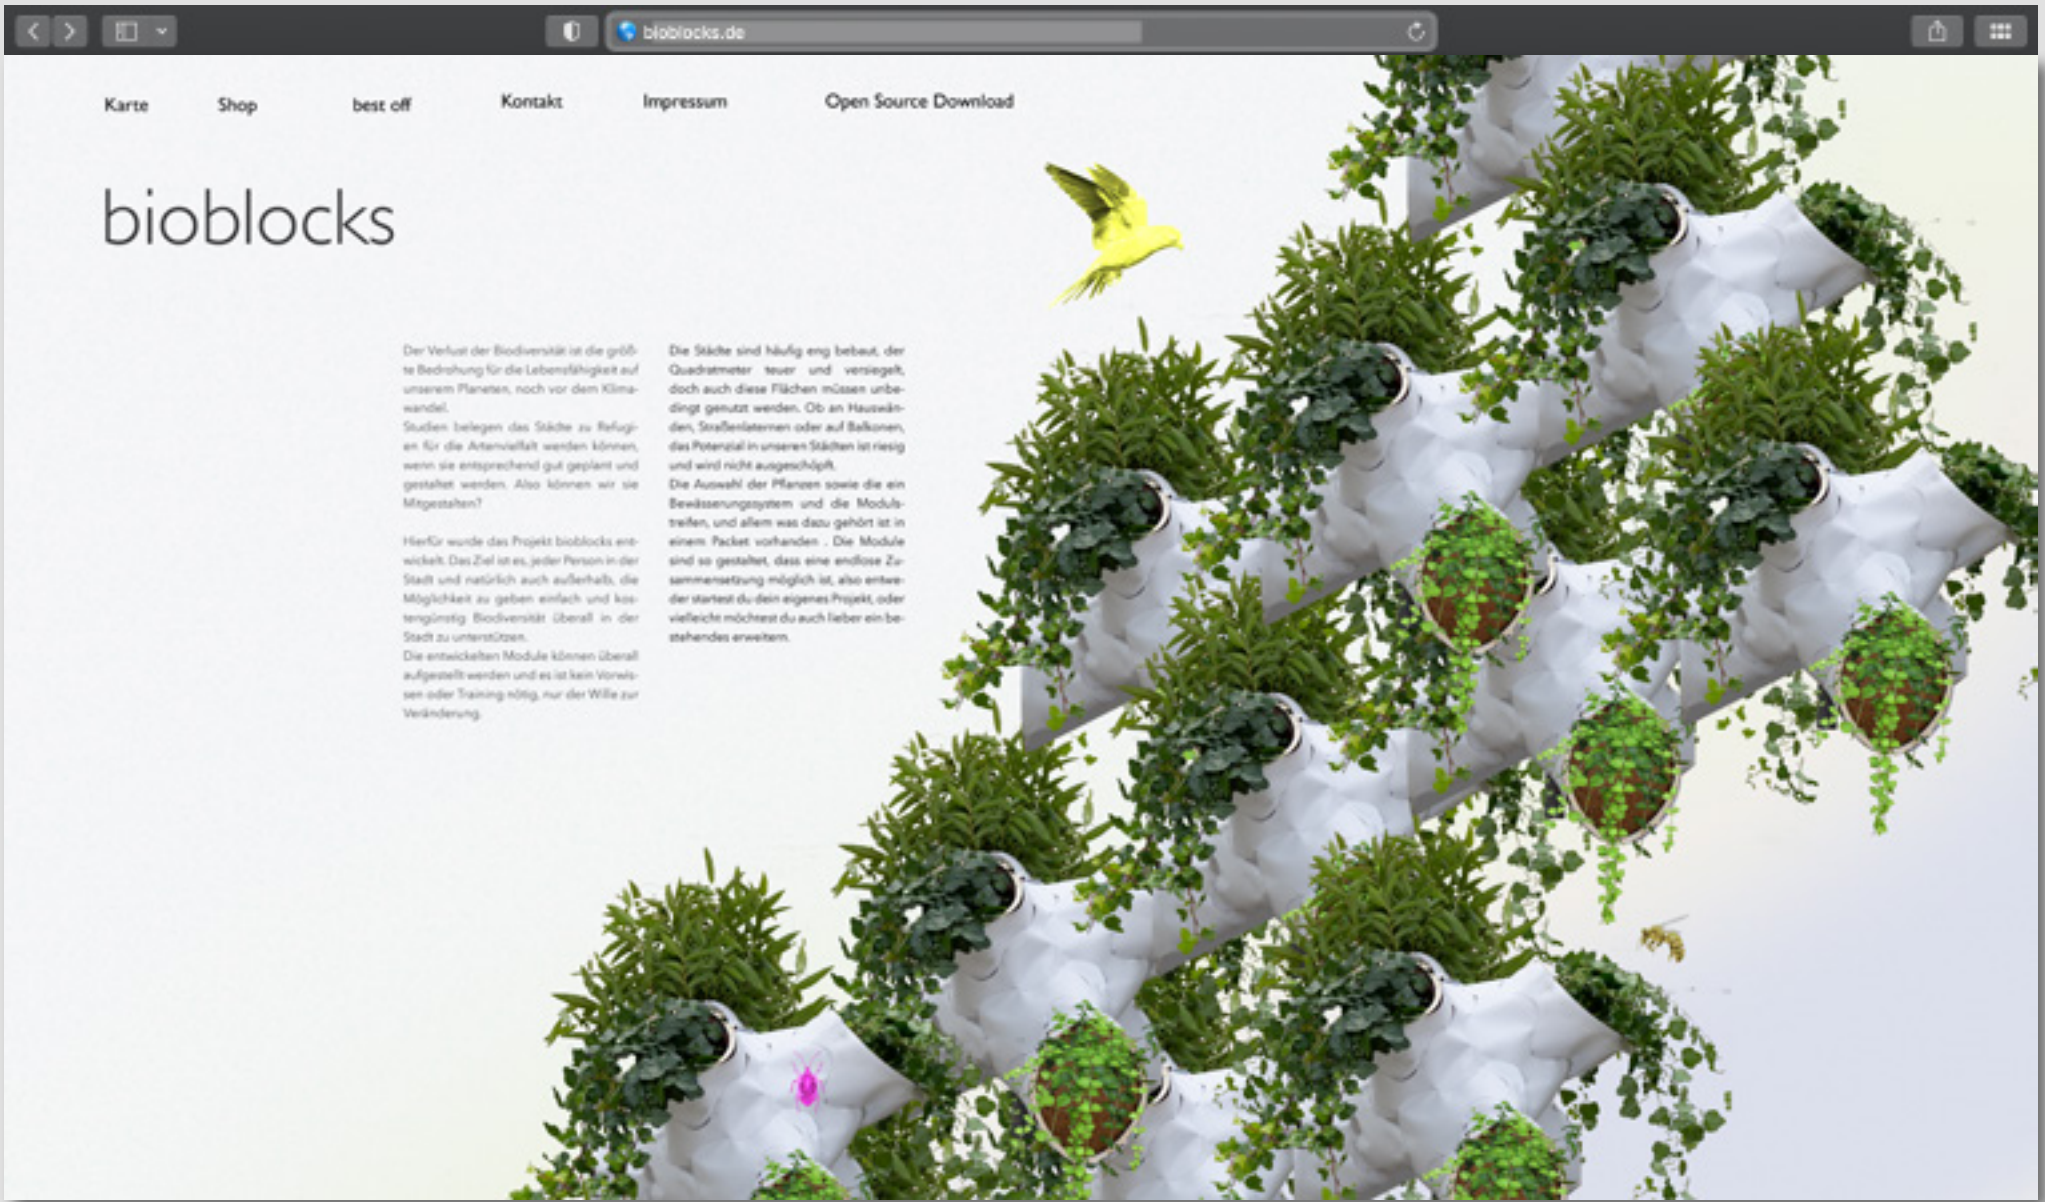 bioblocks.de
Karte
Shop
best off
Kontakt
Impressum
Open Source Download
bioblocks
Der Verlust der Biodiversität ist die größ-
te Bedrohung für die Lebensfähigkeit auf
unserem Planeten, noch vor dem Klima-
wandel.
Studien belegen das Städte zu Refugi-
en für die Artenvielfalt werden können,
wenn sie entsprechend gut geplant und
gestaltet werden. Also können wir sie
Mitgestalten?
Hierfür wurde das Projekt bioblocks ent-
wickelt. Das Ziel ist es, jeder Person in der
Stadt und natürlich auch außerhalb, die
Möglichkeit zu geben einfach und kos-
tengünstig Biodiversität überall in der
Stadt zu unterstützen.
Die entwickelten Module können überall
aufgestellt werden und es ist kein Vorwis-
sen oder Training nötig, nur der Wille zur
Veränderung.
Die Städte sind häufig eng bebaut, der
Quadratmeter teuer und versiegelt,
doch auch diese Flächen müssen unbe-
dingt genutzt werden. Ob an Hauswän-
den, Straßenlaternen oder auf Balkonen,
das Potenzial in unseren Städten ist riesig
und wird nicht ausgeschöpft.
Die Auswahl der Pflanzen sowie die ein
Bewässerungssystem und die Moduls-
treifen, und allem was dazu gehört ist in
einem Packet vorhanden . Die Module
sind so gestaltet, dass eine endlose Zu-
sammensetzung möglich ist, also entwe-
der startest du dein eigenes Projekt, oder
vielleicht möchtest du auch lieber ein be-
stehendes erweitern.